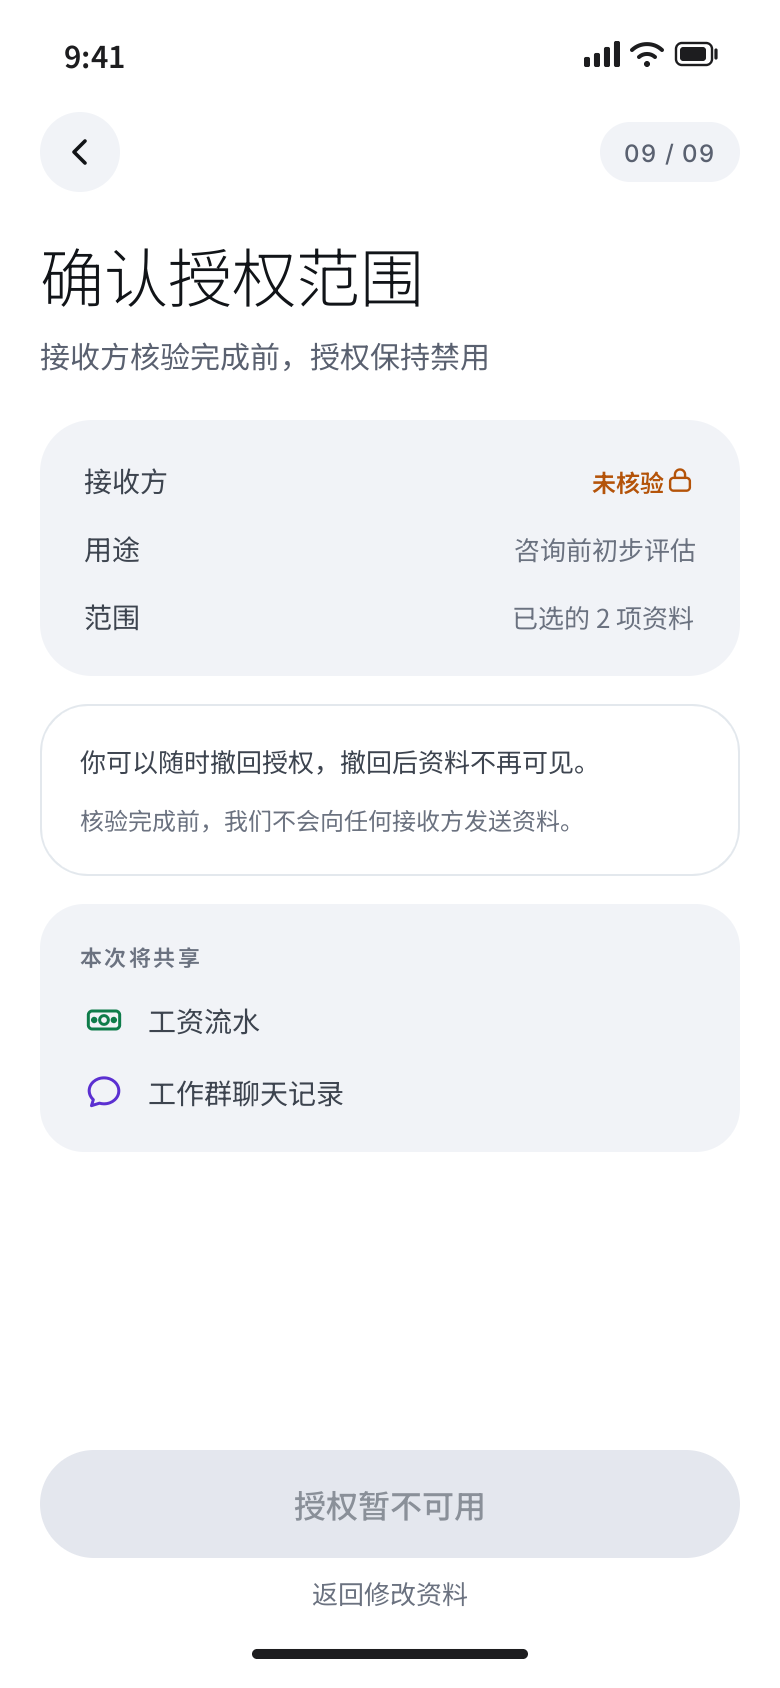 9:41
09 / 09
确认授权范围
接收方核验完成前，授权保持禁用
接收方 未核验
用途 咨询前初步评估
范围 已选的 2 项资料
你可以随时撤回授权，撤回后资料不再可见。
核验完成前，我们不会向任何接收方发送资料。
本次将共享
工资流水
工作群聊天记录
授权暂不可用
返回修改资料